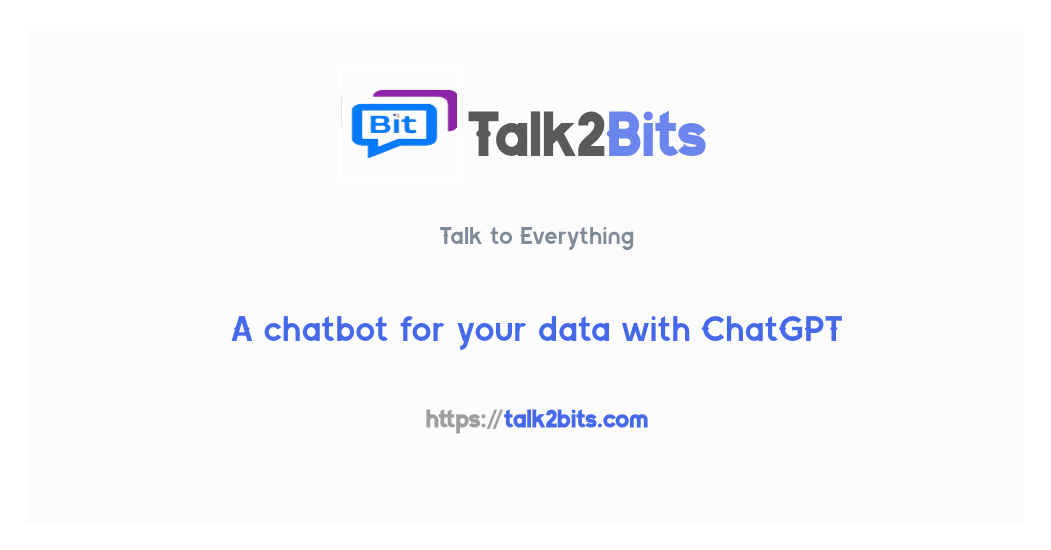 Bit
Talk2Bits
Talk to Everything
A chatbot for your data with ChatGPT
https://talk2bits.com